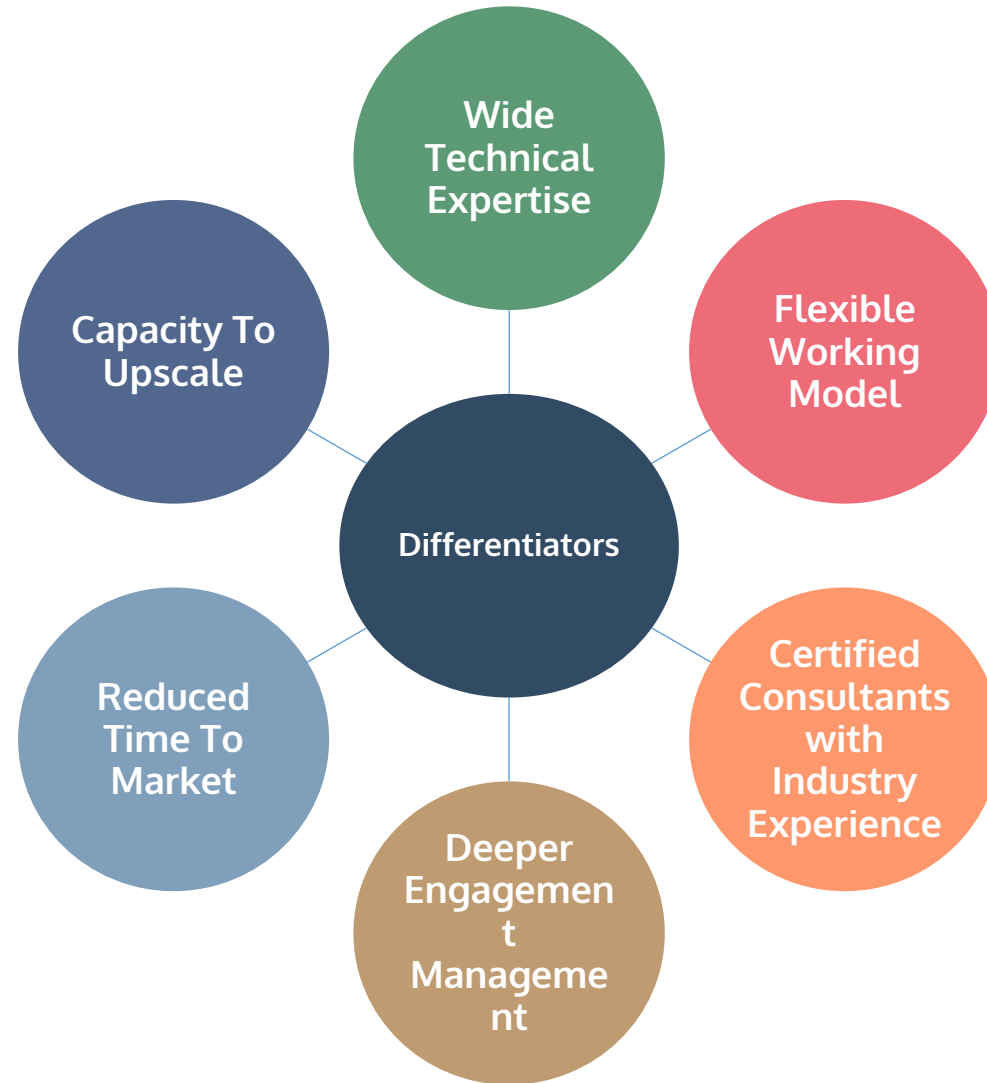 Wide
Technical
Expertise
Flexible
Working
Model
Capacity To
Upscale
Differentiators
Certified
Consultants
with
Industry
Experience
Reduced
Time To
Market
Deeper
Engagemen
t
Manageme
nt